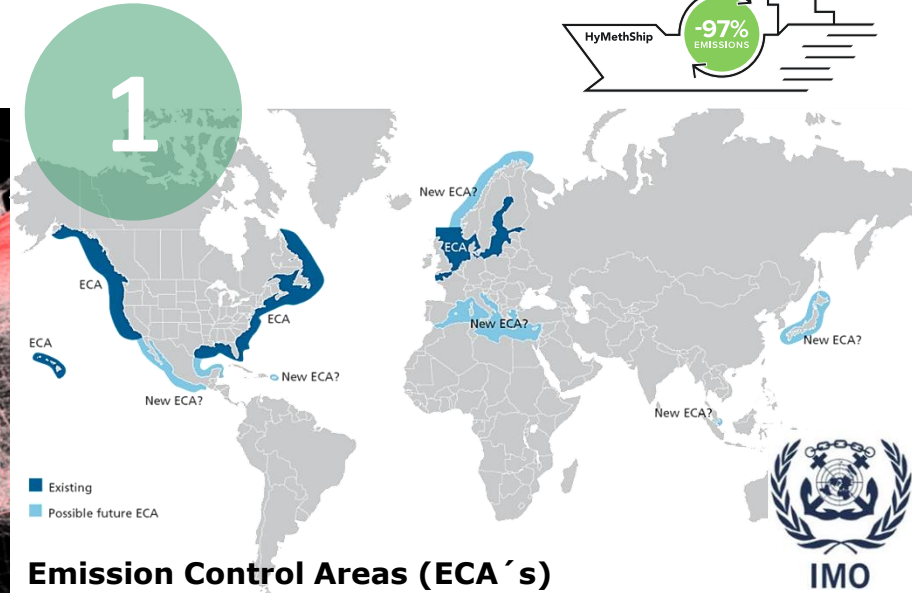 1
HyMethShip
-97%
EMISSIONS
New ECA?
ECA
ECA
ECA
ECA
New ECA?
New ECA?
New ECA?
New ECA?
New ECA?
Existing
Possible future ECA
Emission Control Areas (ECA´s)
IMO